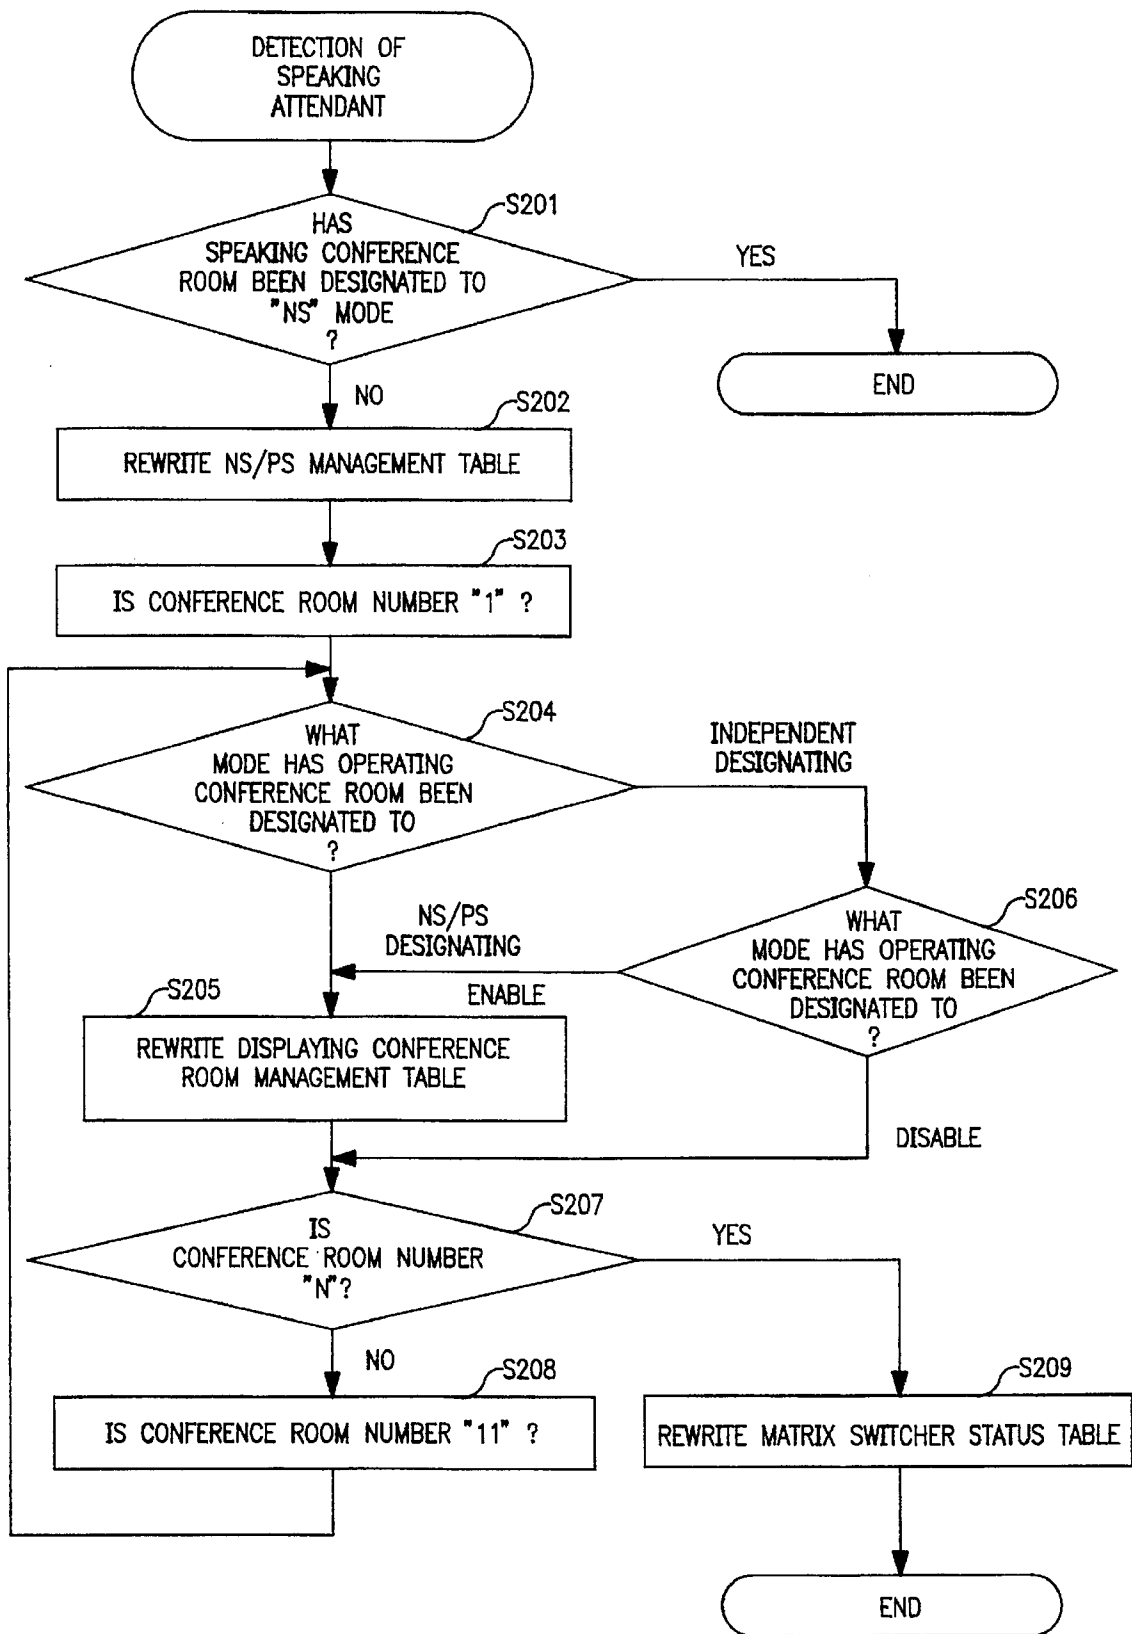 DETECTION OF
SPEAKING
ATTENDANT
S201
HAS
SPEAKING CONFERENCE
ROOM BEEN DESIGNATED TO
"NS" MODE
?
YES
END
NO
S202
REWRITE NS/PS MANAGEMENT TABLE
S203
IS CONFERENCE ROOM NUMBER "1" ?
S204
WHAT
MODE HAS OPERATING
CONFERENCE ROOM BEEN
DESIGNATED TO
?
INDEPENDENT
DESIGNATING
S206
WHAT
MODE HAS OPERATING
CONFERENCE ROOM BEEN
DESIGNATED TO
?
NS/PS
DESIGNATING
ENABLE
S205
REWRITE DISPLAYING CONFERENCE
ROOM MANAGEMENT TABLE
DISABLE
S207
IS
CONFERENCE ROOM NUMBER
"N"?
YES
NO
S208
IS CONFERENCE ROOM NUMBER "11" ?
S209
REWRITE MATRIX SWITCHER STATUS TABLE
END